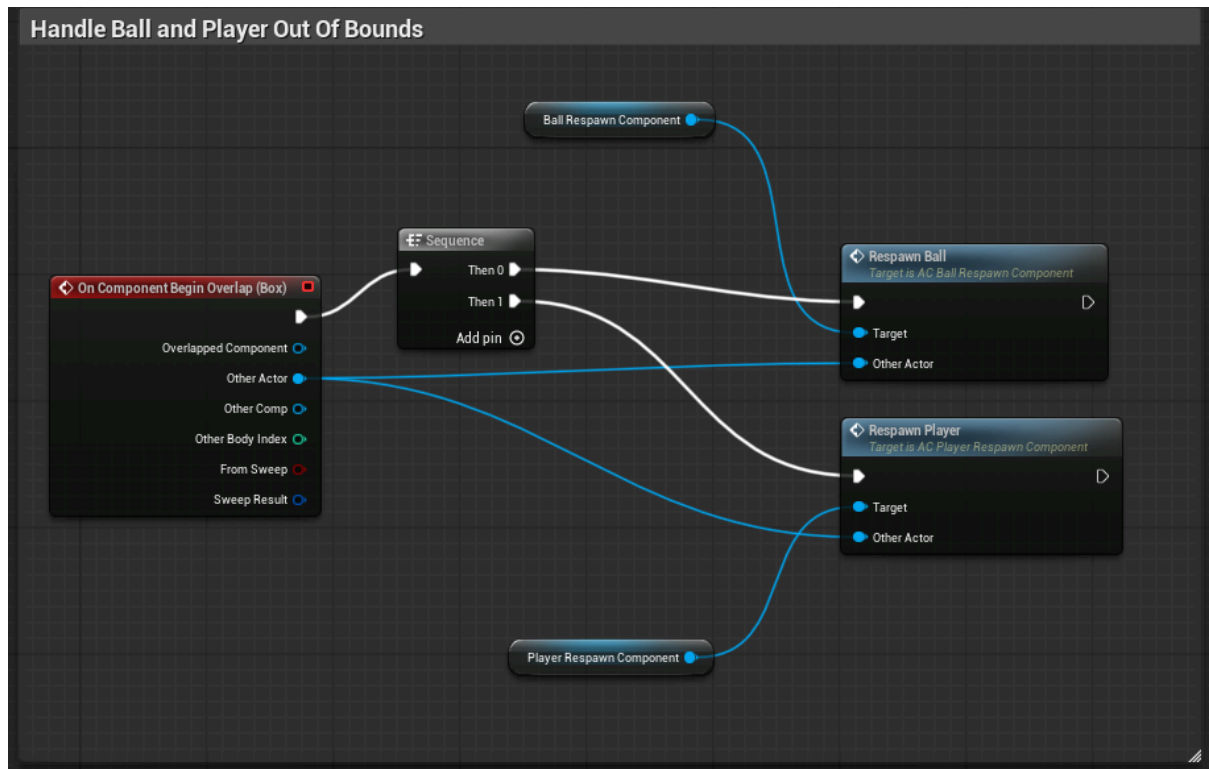 Handle Ball and Player Out Of Bounds
Ball Respawn Component
Sequence
Then 0
Then 1
Add pin
On Component Begin Overlap (Box)
Overlapped Component
Other Actor
Other Comp
Other Body Index
From Sweep
Sweep Result
Respawn Ball
Target is AC Ball Respawn Component
Target
Other Actor
Respawn Player
Target is AC Player Respawn Component
Target
Other Actor
Player Respawn Component